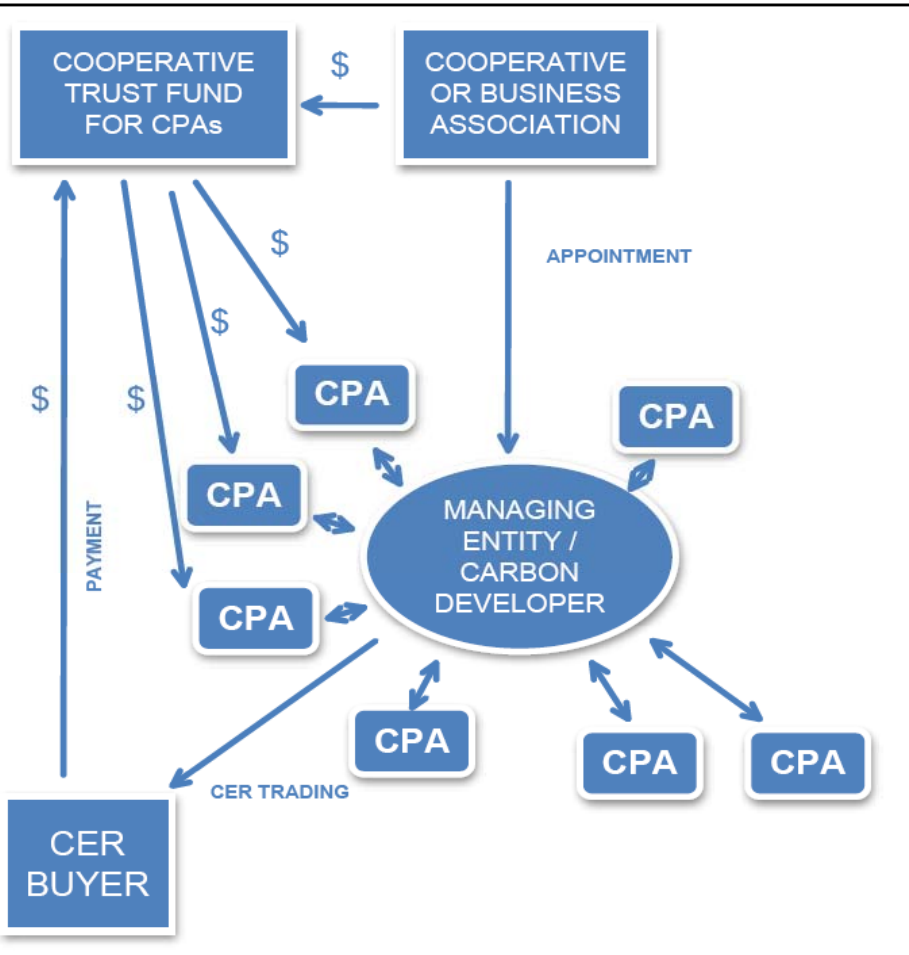 COOPERATIVE
TRUST FUND
FOR CPAs
$
COOPERATIVE
OR BUSINESS
ASSOCIATION
$
APPOINTMENT
$
$
$
CPA
CPA
CPA
CPA
MANAGING
ENTITY /
CARBON
DEVELOPER
PAYMENT
CPA
CPA
CPA
CER TRADING
CER
BUYER